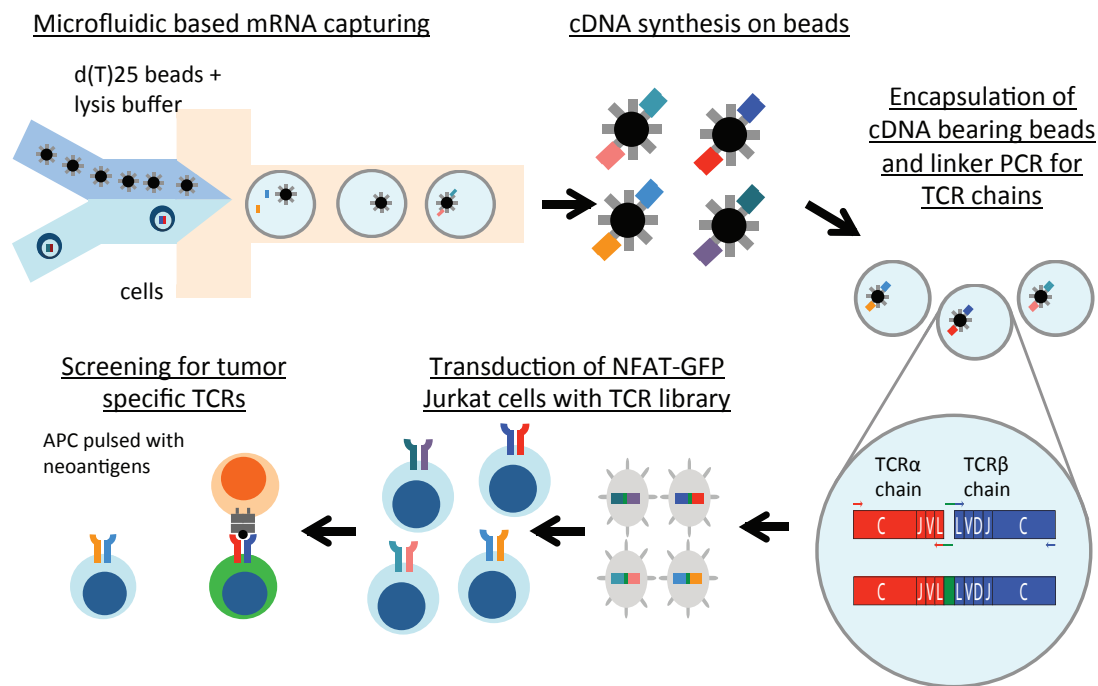 Microfluidic based mRNA capturing
d(T)25 beads +
lysis buffer
cells
cDNA synthesis on beads
Encapsulation of
cDNA bearing beads
and linker PCR for
TCR chains
TCRα
chain
TCRβ
chain
C J V L L V D J C
C J V L L V D J C
Transduction of NFAT-GFP
Jurkat cells with TCR library
Screening for tumor
specific TCRs
APC pulsed with
neoantigens